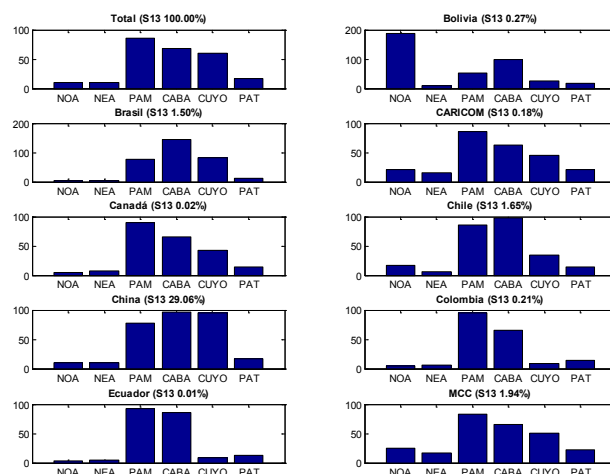 Total (S13 100.00%)
100
50
0
NOA NEA PAM CABA CUYO PAT
Bolivia (S13 0.27%)
200
100
0
NOA NEA PAM CABA CUYO PAT
Brasil (S13 1.50%)
200
100
0
NOA NEA PAM CABA CUYO PAT
CARICOM (S13 0.18%)
100
50
0
NOA NEA PAM CABA CUYO PAT
Canadá (S13 0.02%)
100
50
0
NOA NEA PAM CABA CUYO PAT
Chile (S13 1.65%)
100
50
0
NOA NEA PAM CABA CUYO PAT
China (S13 29.06%)
100
50
0
NOA NEA PAM CABA CUYO PAT
Colombia (S13 0.21%)
100
50
0
NOA NEA PAM CABA CUYO PAT
Ecuador (S13 0.01%)
100
50
0
NOA NEA PAM CABA CUYO PAT
MCC (S13 1.94%)
100
50
0
NOA NEA PAM CABA CUYO PAT